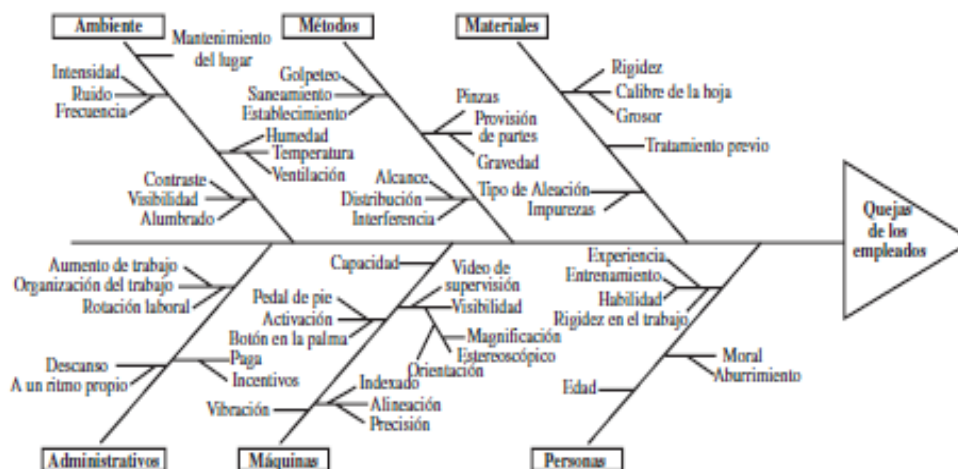 Ambiente
Métodos
Materiales
Mantenimiento
del lugar
Intensidad
Ruido
Frecuencia
Humedad
Temperatura
Ventilación
Contraste
Visibilidad
Alumbrado
Golpeteo
Saneamiento
Establecimiento
Pinzas
Provisión
de partes
Gravedad
Alcance
Distribución
Interferencia
Rigidez
Calibre de la hoja
Grosor
Tratamiento previo
Tipo de Aleación
Impurezas
Quejas
de los
empleados
Aumento de trabajo
Organización del trabajo
Rotación laboral
Descanso
A un ritmo propio
Paga
Incentivos
Capacidad
Video de
supervisión
Visibilidad
Magnificación
Estereoscópico
Orientación
Pedal de pie
Activación
Botón en la palma
Vibración
Indexado
Alineación
Precisión
Experiencia
Entrenamiento
Habilidad
Rigidez en el trabajo
Moral
Aburrimiento
Edad
Administrativos
Máquinas
Personas